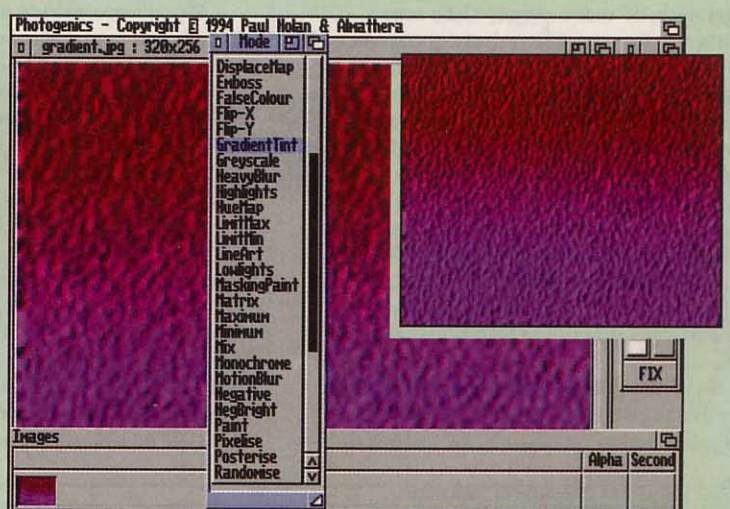 Photogenics - Copyright © 1994 Paul Nolan & Almathera
gradient.jpg : 320x256
Mode
DisplaceMap
Emboss
FalseColour
Flip-X
Flip-Y
GradientTint
Greyscale
HeavyBlur
Highlights
HueMap
LimitMax
LimitMin
LineArt
Lowlights
MaskingPaint
Matrix
Maximum
Minimum
Mix
Monochrome
MotionBlur
Negative
NegBright
Paint
Pixelise
Posterise
Randomise
FIX
Images
Alpha
Second